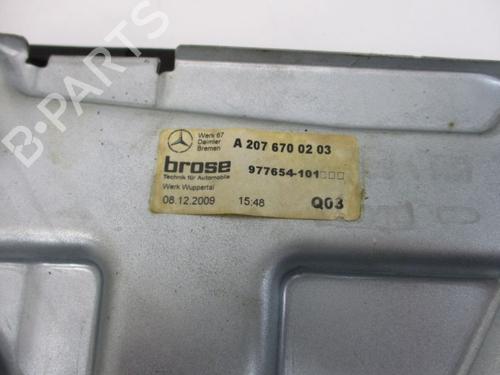 Werk 67
Daimler
Bremen
A 207 670 02 03
brose
Technik für Automobile
977654-101□□□
Werk Wuppertal
08.12.2009 15:48 Q03
B-PARTS